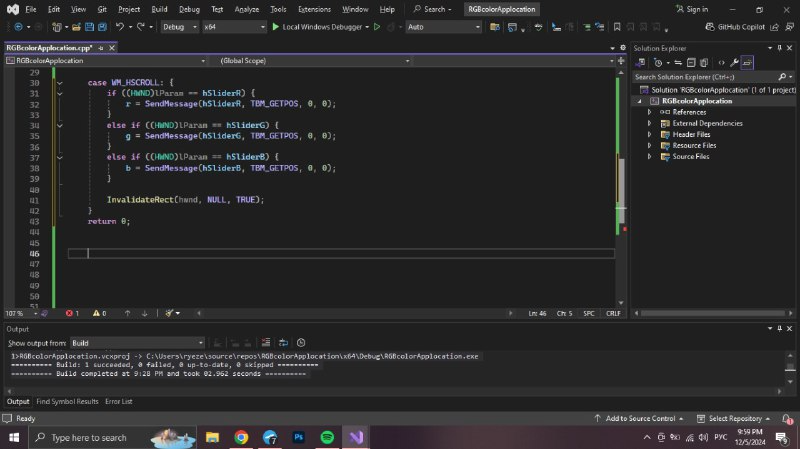 File Edit View Git Project Build Debug Test Analyze Tools Extensions Window Help Search RGBcolorApplocation Sign in
Debug x64 Local Windows Debugger Auto GitHub Copilot
RGBcolorApplocation.cpp* Solution Explorer
RGBcolorApplocation (Global Scope)
Search Solution Explorer (Ctrl+;)
Solution 'RGBcolorApplocation' (1 of 1 project)
RGBcolorApplocation
References
External Dependencies
Header Files
Resource Files
Source Files
29
30 case WM_HSCROLL: {
31 if ((HWND)lParam == hSliderR) {
32 r = SendMessage(hSliderR, TBM_GETPOS, 0, 0);
33 }
34 else if ((HWND)lParam == hSliderG) {
35 g = SendMessage(hSliderG, TBM_GETPOS, 0, 0);
36 }
37 else if ((HWND)lParam == hSliderB) {
38 b = SendMessage(hSliderB, TBM_GETPOS, 0, 0);
39 }
40
41 InvalidateRect(hwnd, NULL, TRUE);
42 }
43 return 0;
44
45
46
47
48
49
50
107 % 1 0 Ln: 46 Ch: 5 SPC CRLF
Output
Show output from: Build
1>RGBcolorApplocation.vcxproj -> C:\Users\ryeze\source\repos\RGBcolorApplocation\x64\Debug\RGBcolorApplocation.exe
========== Build: 1 succeeded, 0 failed, 0 up-to-date, 0 skipped ==========
========== Build completed at 9:28 PM and took 02.962 seconds ==========
Output Find Symbol Results Error List
Ready Add to Source Control Select Repository
Type here to search
РУС
9:59 PM
12/5/2024